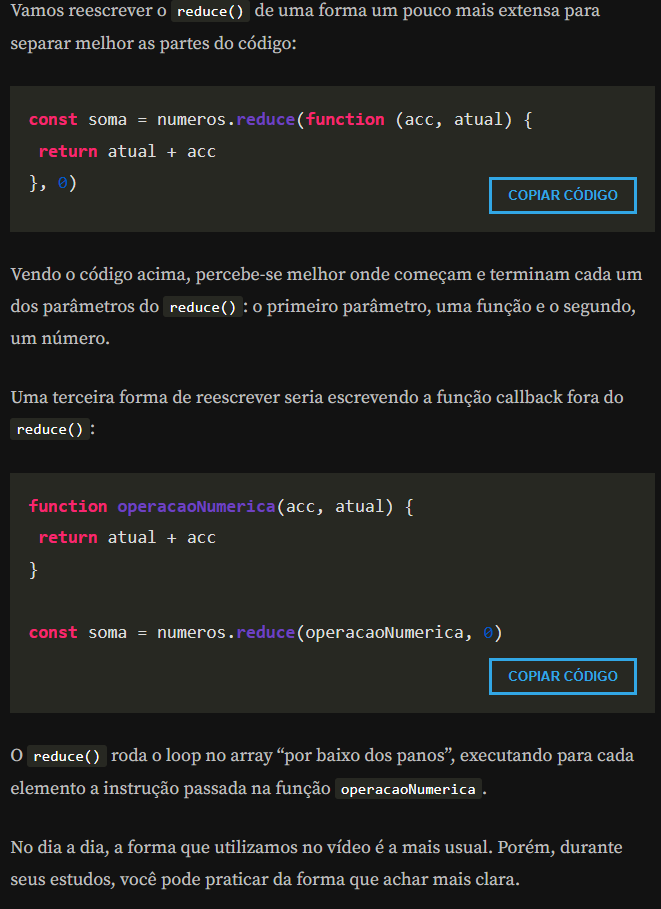 Vamos reescrever o reduce() de uma forma um pouco mais extensa para
separar melhor as partes do código:
const soma = numeros.reduce(function (acc, atual) {
 return atual + acc
}, 0)
COPIAR CÓDIGO
Vendo o código acima, percebe-se melhor onde começam e terminam cada um
dos parâmetros do reduce(): o primeiro parâmetro, uma função e o segundo,
um número.
Uma terceira forma de reescrever seria escrevendo a função callback fora do
reduce():
function operacaoNumerica(acc, atual) {
 return atual + acc
}
const soma = numeros.reduce(operacaoNumerica, 0)
COPIAR CÓDIGO
O reduce() roda o loop no array “por baixo dos panos”, executando para cada
elemento a instrução passada na função operacaoNumerica.
No dia a dia, a forma que utilizamos no vídeo é a mais usual. Porém, durante
seus estudos, você pode praticar da forma que achar mais clara.